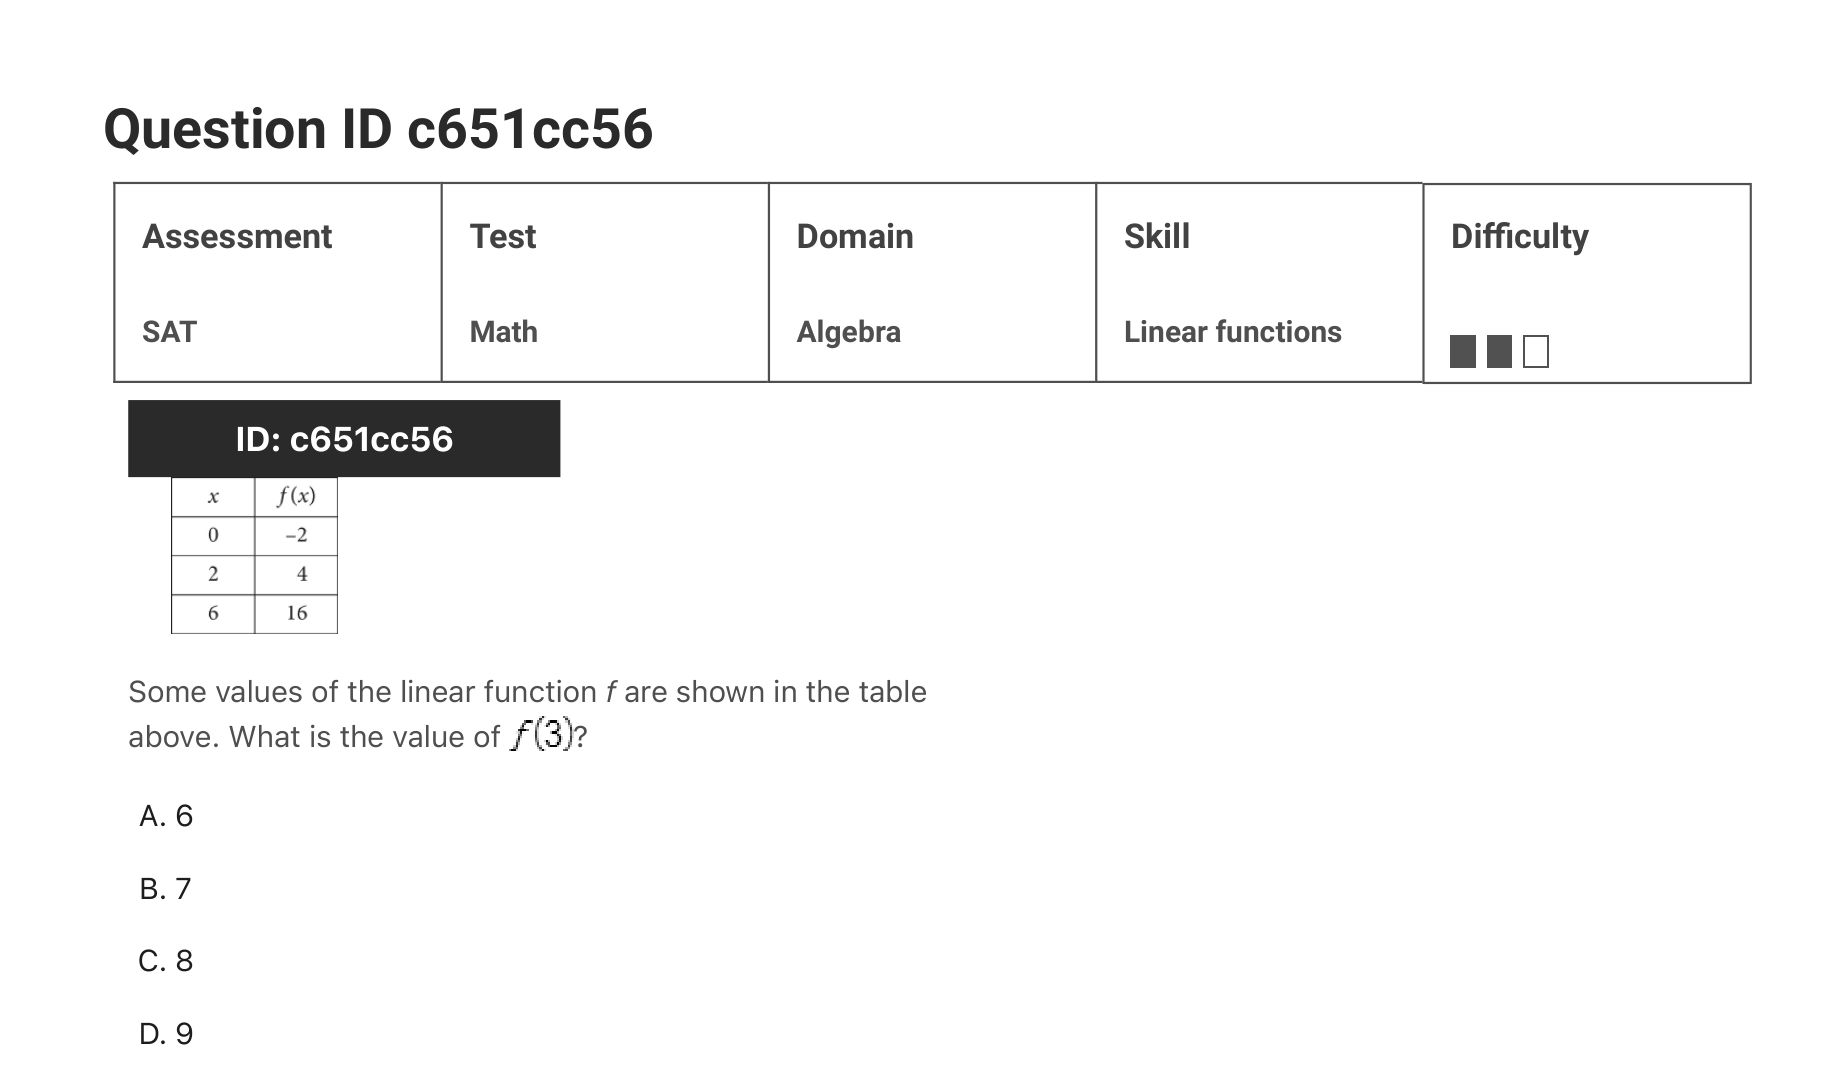 Question ID c651cc56
Assessment Test Domain Skill Difficulty
SAT Math Algebra Linear functions
ID: c651cc56
x f(x)
0 –2
2 4
6 16
Some values of the linear function f are shown in the table
above. What is the value of f(3)?
A. 6
B. 7
C. 8
D. 9